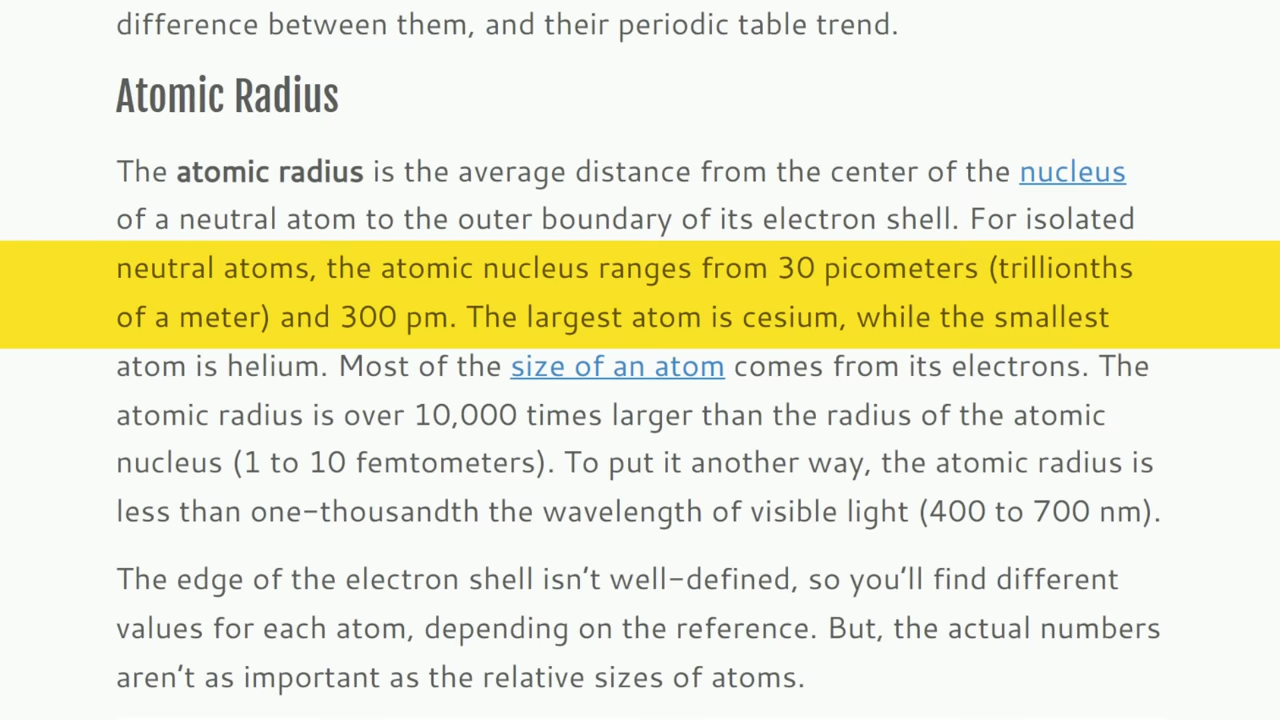 difference between them, and their periodic table trend.
Atomic Radius
The atomic radius is the average distance from the center of the nucleus
of a neutral atom to the outer boundary of its electron shell. For isolated
neutral atoms, the atomic nucleus ranges from 30 picometers (trillionths
of a meter) and 300 pm. The largest atom is cesium, while the smallest
atom is helium. Most of the size of an atom comes from its electrons. The
atomic radius is over 10,000 times larger than the radius of the atomic
nucleus (1 to 10 femtometers). To put it another way, the atomic radius is
less than one-thousandth the wavelength of visible light (400 to 700 nm).
The edge of the electron shell isn’t well-defined, so you’ll find different
values for each atom, depending on the reference. But, the actual numbers
aren’t as important as the relative sizes of atoms.